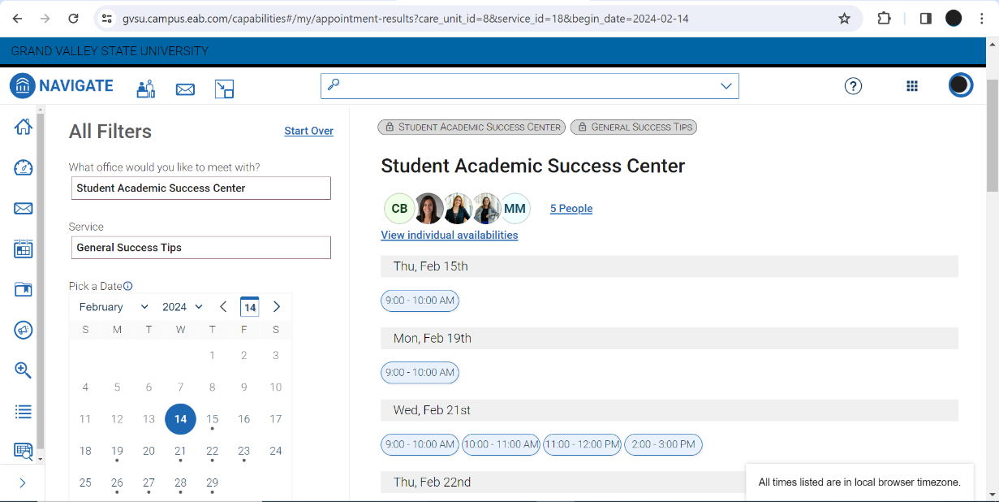 gvsu.campus.eab.com/capabilities#/my/appointment-results?care_unit_id=8&service_id=18&begin_date=2024-02-14
GRAND VALLEY STATE UNIVERSITY
NAVIGATE
?
All Filters
Start Over
What office would you like to meet with?
Student Academic Success Center
Service
General Success Tips
Pick a Date
February 2024 14
S M T W T F S
1 2 3
4 5 6 7 8 9 10
11 12 13 14 15 16 17
18 19 20 21 22 23 24
25 26 27 28 29
STUDENT ACADEMIC SUCCESS CENTER GENERAL SUCCESS TIPS
Student Academic Success Center
CB MM 5 People
View individual availabilities
Thu, Feb 15th
9:00 - 10:00 AM
Mon, Feb 19th
9:00 - 10:00 AM
Wed, Feb 21st
9:00 - 10:00 AM 10:00 - 11:00 AM 11:00 - 12:00 PM 2:00 - 3:00 PM
Thu, Feb 22nd
All times listed are in local browser timezone.